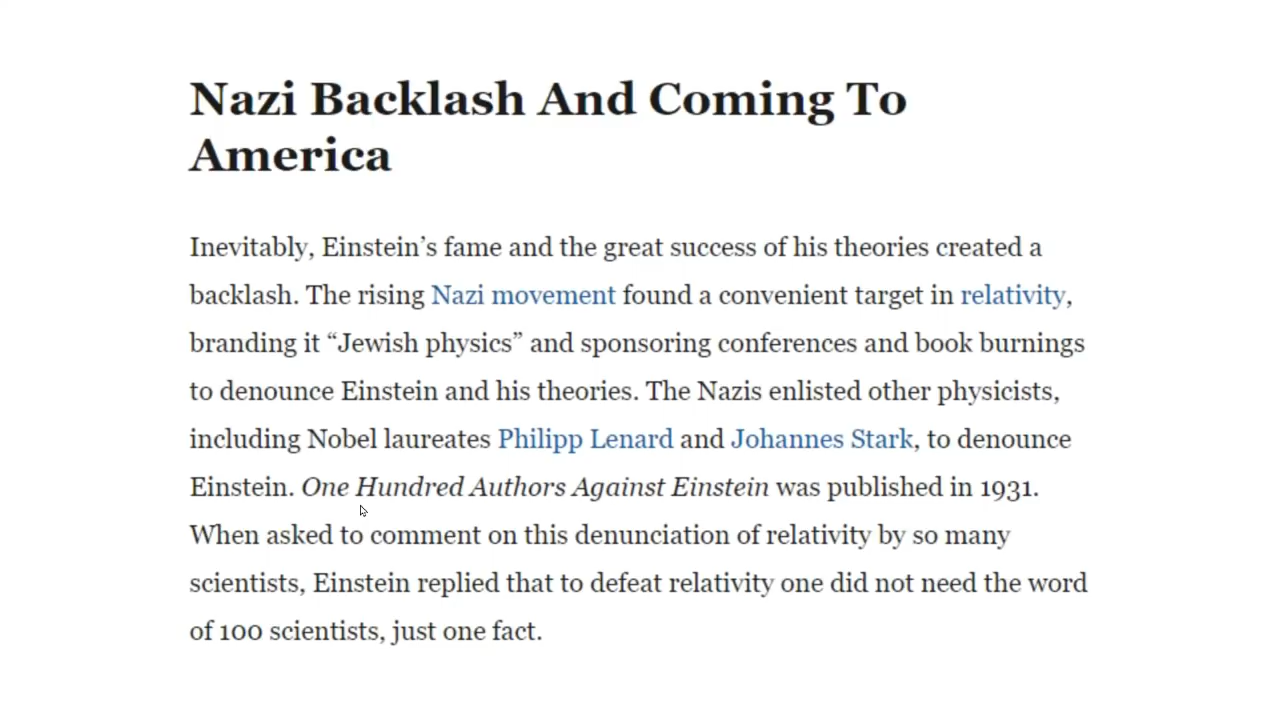 Nazi Backlash And Coming To
America
Inevitably, Einstein’s fame and the great success of his theories created a
backlash. The rising Nazi movement found a convenient target in relativity,
branding it “Jewish physics” and sponsoring conferences and book burnings
to denounce Einstein and his theories. The Nazis enlisted other physicists,
including Nobel laureates Philipp Lenard and Johannes Stark, to denounce
Einstein. One Hundred Authors Against Einstein was published in 1931.
When asked to comment on this denunciation of relativity by so many
scientists, Einstein replied that to defeat relativity one did not need the word
of 100 scientists, just one fact.